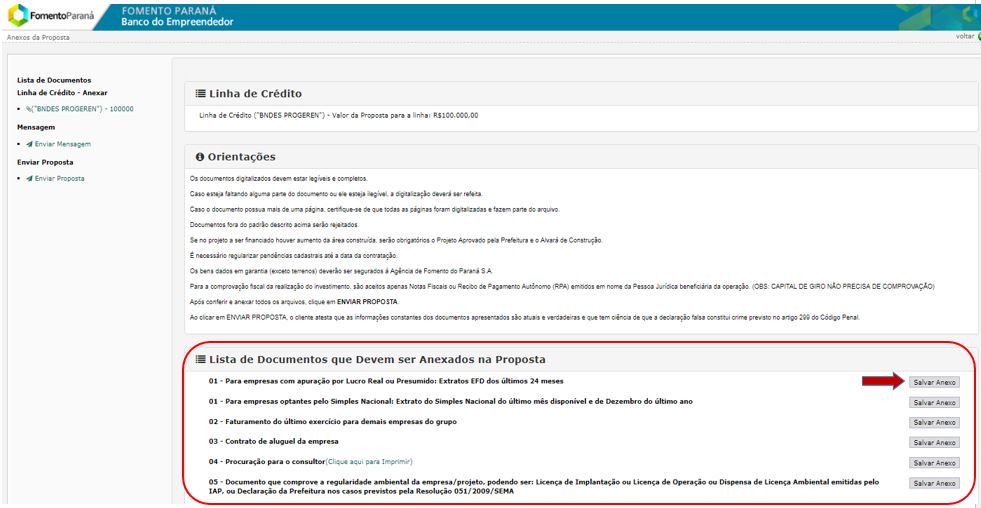 FomentoParaná
FOMENTO PARANÁ
Banco do Empreendedor
Anexos da Proposta
voltar
Lista de Documentos
Linha de Crédito - Anexar
("BNDES PROGEREN") - 100000
Mensagem
Enviar Mensagem
Enviar Proposta
Enviar Proposta
Linha de Crédito
Linha de Crédito ("BNDES PROGEREN") - Valor da Proposta para a linha: R$100.000,00
Orientações
Os documentos digitalizados devem estar legíveis e completos.
Caso esteja faltando alguma parte do documento ou ele esteja ilegível, a digitalização deverá ser refeita.
Caso o documento possua mais de uma página, certifique-se de que todas as páginas foram digitalizadas e fazem parte do arquivo.
Documentos fora do padrão descrito acima serão rejeitados.
Se no projeto a ser financiado houver aumento da área construída, serão obrigatórios o Projeto Aprovado pela Prefeitura e o Alvará de Construção.
É necessário regularizar pendências cadastrais até a data da contratação.
Os bens dados em garantia (exceto terrenos) deverão ser segurados á Agência de Fomento do Paraná S.A.
Para a comprovação fiscal da realização do investimento, são aceitos apenas Notas Fiscais ou Recibo de Pagamento Autônomo (RPA) emitidos em nome da Pessoa Jurídica beneficiária da operação. (OBS: CAPITAL DE GIRO NÃO PRECISA DE COMPROVAÇÃO)
Após conferir e anexar todos os arquivos, clique em ENVIAR PROPOSTA.
Ao clicar em ENVIAR PROPOSTA, o cliente atesta que as informações constantes dos documentos apresentados são atuais e verdadeiras e que tem ciência de que a declaração falsa constitui crime previsto no artigo 299 do Código Penal.
Lista de Documentos que Devem ser Anexados na Proposta
01 - Para empresas com apuração por Lucro Real ou Presumido: Extratos EFD dos últimos 24 meses
Salvar Anexo
01 - Para empresas optantes pelo Simples Nacional: Extrato do Simples Nacional do último mês disponível e de Dezembro do último ano
Salvar Anexo
02 - Faturamento do último exercício para demais empresas do grupo
Salvar Anexo
03 - Contrato de aluguel da empresa
Salvar Anexo
04 - Procuração para o consultor(Clique aqui para Imprimir)
Salvar Anexo
05 - Documento que comprove a regularidade ambiental da empresa/projeto, podendo ser: Licença de Implantação ou Licença de Operação ou Dispensa de Licença Ambiental emitidas pelo
IAP, ou Declaração da Prefeitura nos casos previstos pela Resolução 051/2009/SEMA
Salvar Anexo